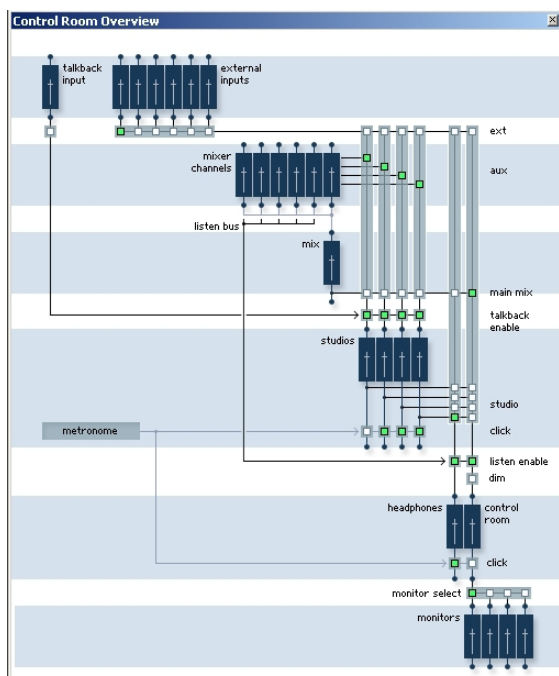 Control Room Overview
talkback
input
external
inputs
ext
mixer
channels
aux
listen bus
mix
main mix
talkback
enable
studios
studio
metronome
click
listen enable
dim
headphones
control
room
click
monitor select
monitors